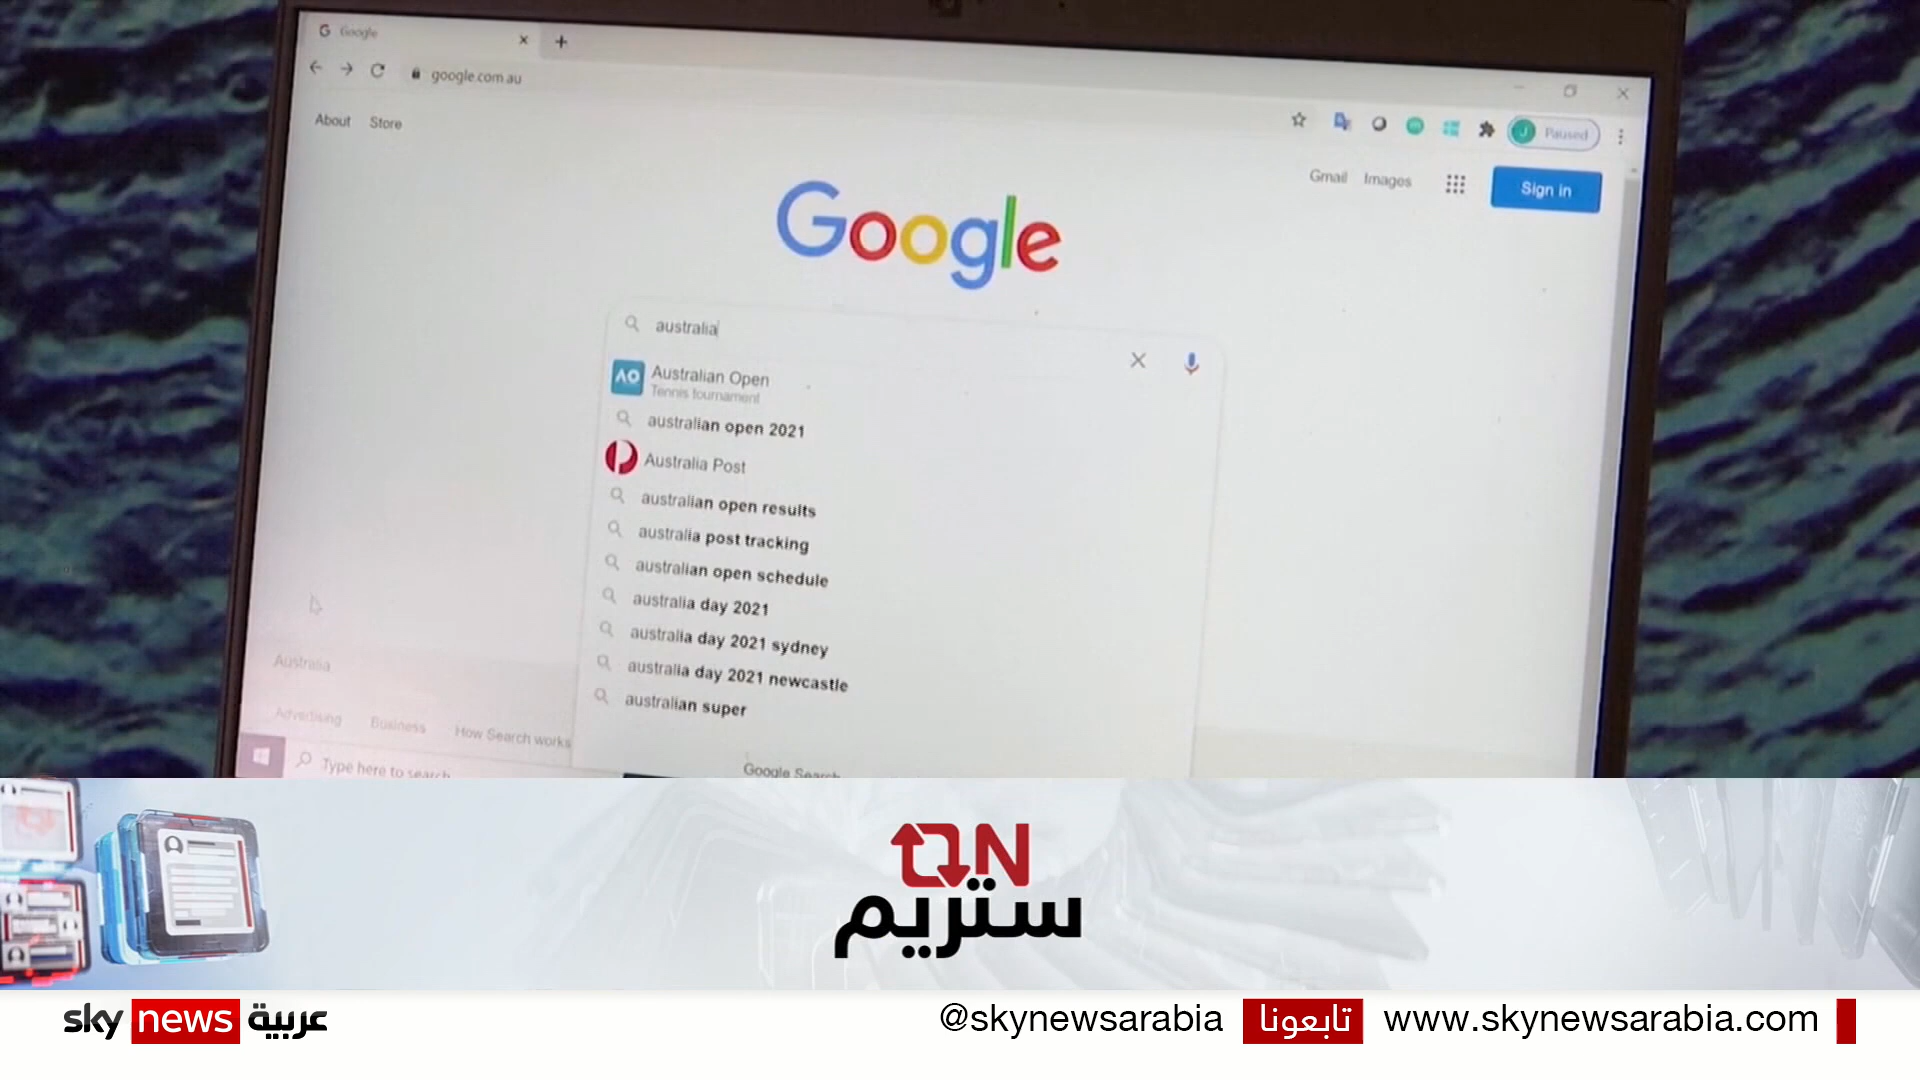 Google
google.com.au
About Store
Paused
Gmail Images
Sign in
Google
australia
AO
Australian Open
Tennis tournament
australian open 2021
Australia Post
australian open results
australia post tracking
australian open schedule
australia day 2021
australia day 2021 sydney
australia day 2021 newcastle
australian super
Australia
Advertising Business How Search works
Google Search
Type here to search
ON
ستريم
sky news عربية
@skynewsarabia تابعونا www.skynewsarabia.com